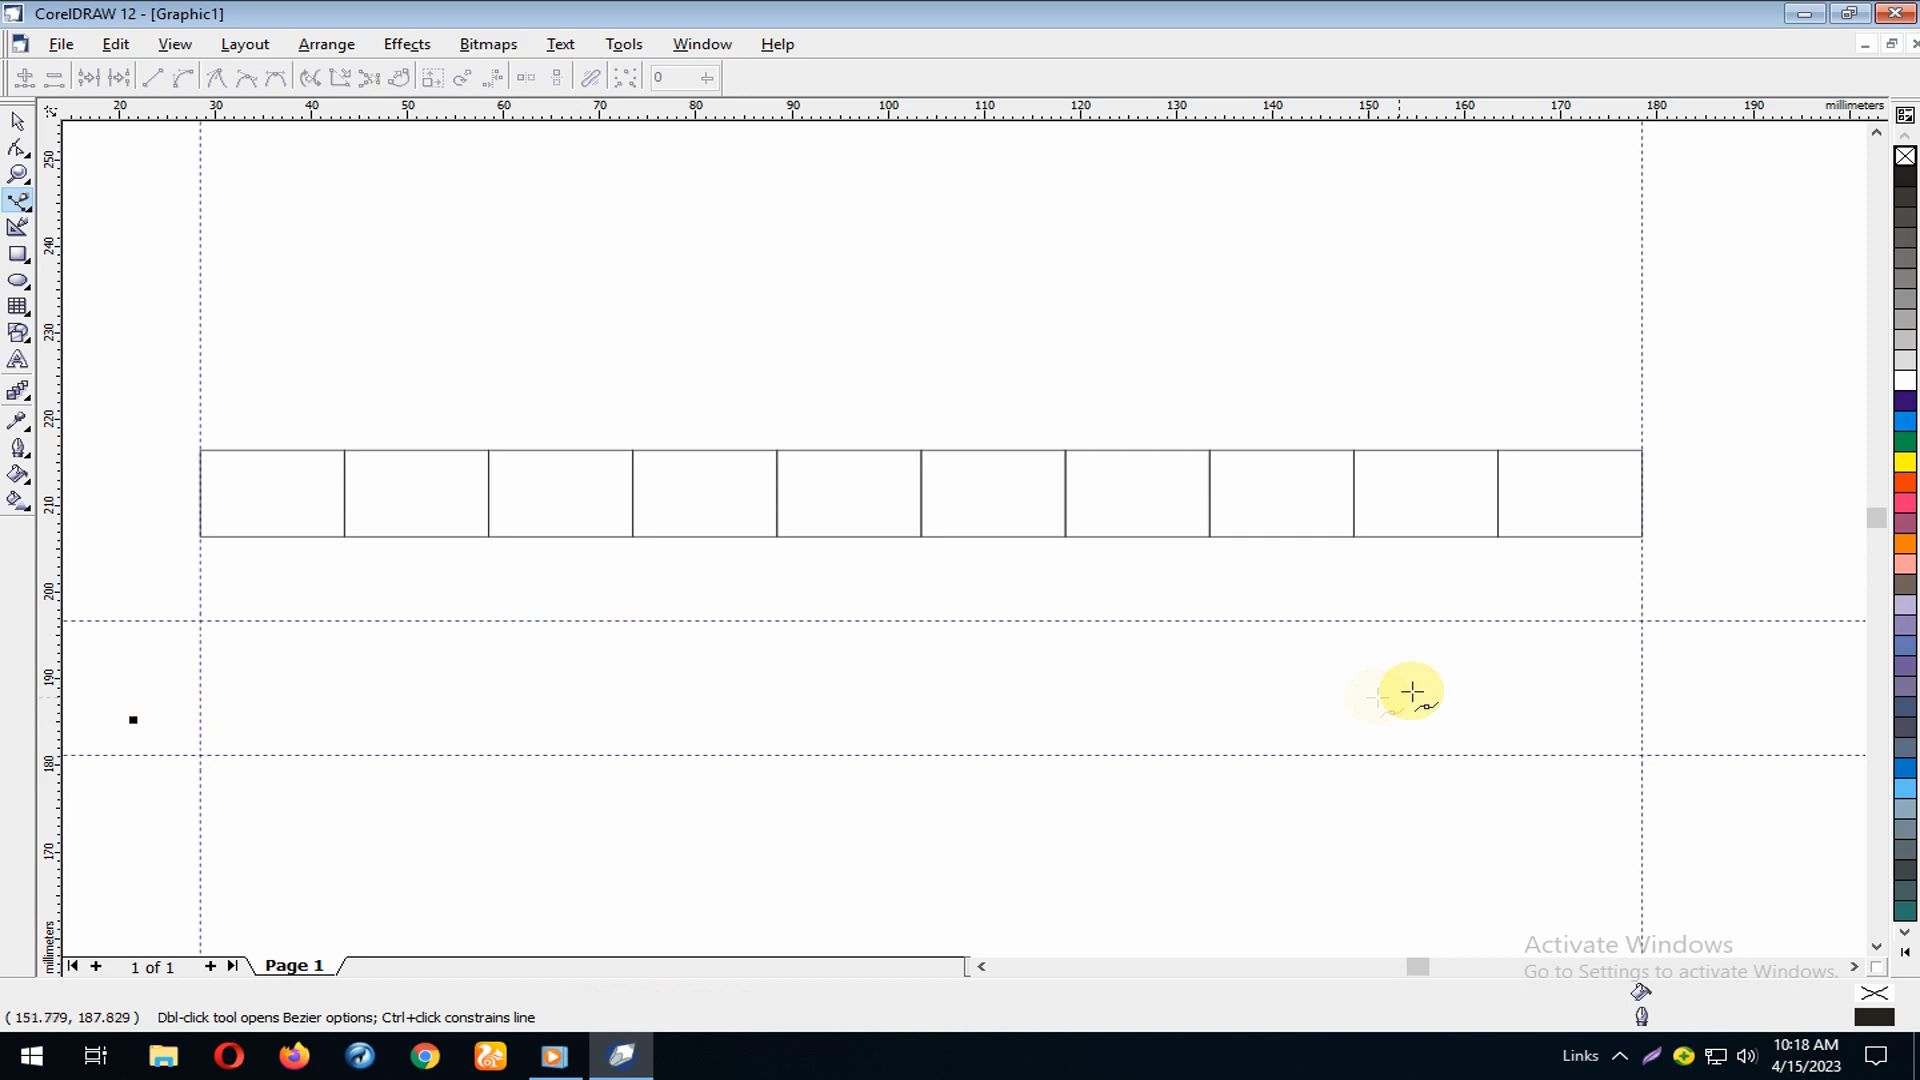 CorelDRAW 12 - [Graphic1]
File Edit View Layout Arrange Effects Bitmaps Text Tools Window Help
0
20 30 40 50 60 70 80 90 100 110 120 130 140 150 160 170 180 190 millimeters
250
240
230
220
210
200
190
180
170
millimeters
1 of 1 Page 1
Activate Windows
Go to Settings to activate Windows.
( 151.779, 187.829 ) Dbl-click tool opens Bezier options; Ctrl+click constrains line
Links
10:18 AM
4/15/2023